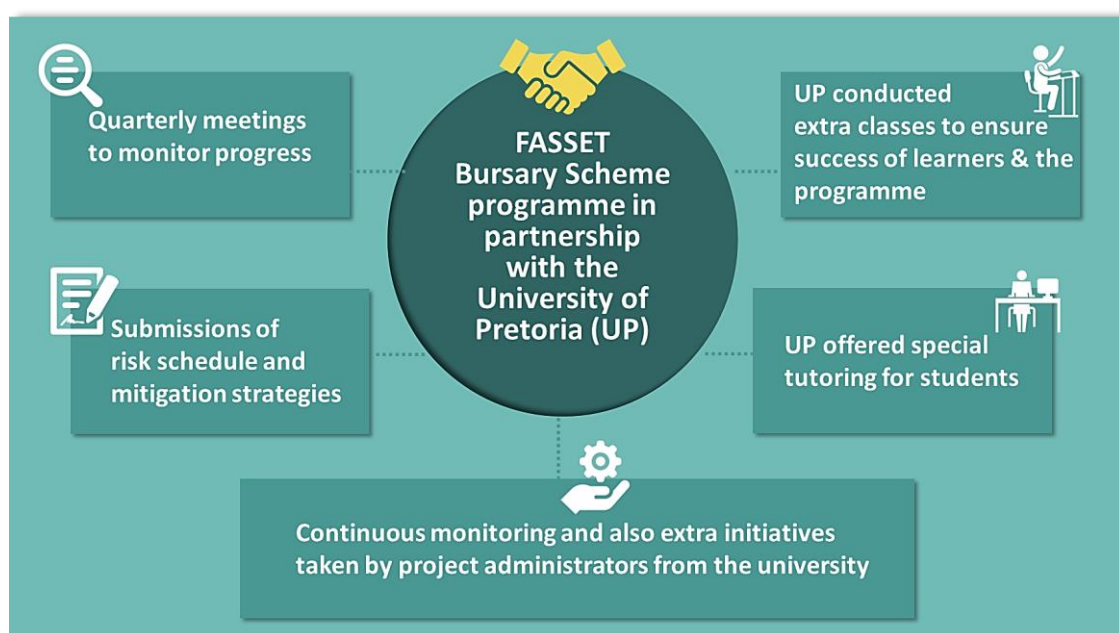 FASSET
Bursary Scheme
programme in
partnership
with the
University of
Pretoria (UP)
Quarterly meetings
to monitor progress
Submissions of
risk schedule and
mitigation strategies
UP conducted
extra classes to ensure
success of learners & the
programme
UP offered special
tutoring for students
Continuous monitoring and also extra initiatives
taken by project administrators from the university